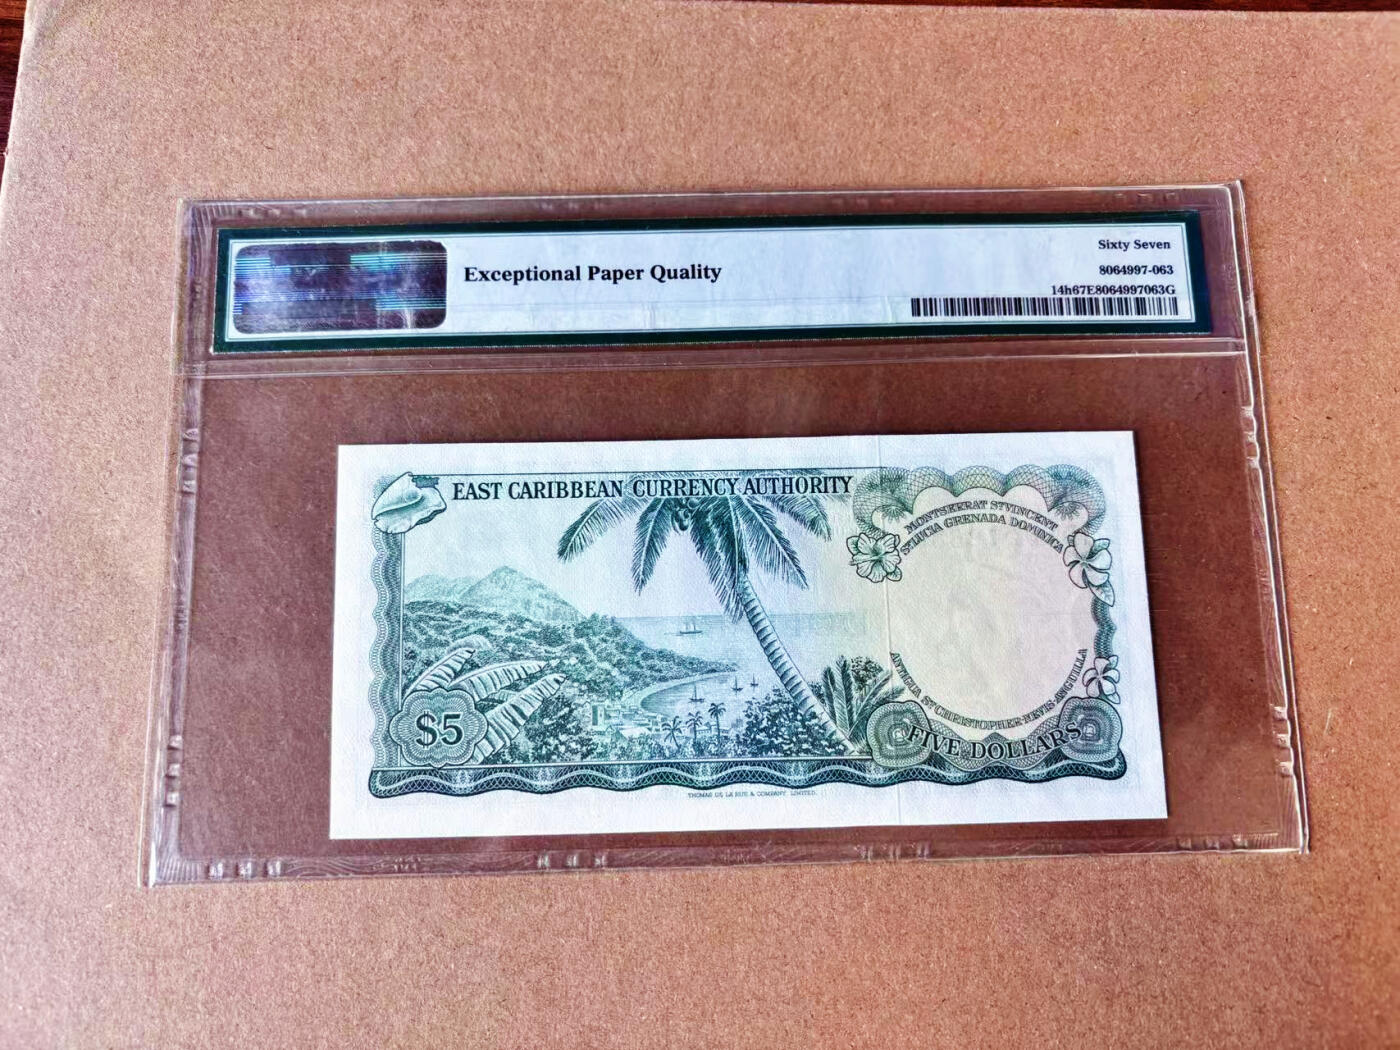 Exceptional Paper Quality
Sixty Seven
8064997-063
14h67E8064997063G
EAST CARIBBEAN CURRENCY AUTHORITY
MONTSERRAT ST VINCENT
ST LUCIA GRENADA DOMINICA
ANTIGUA ST CHRISTOPHER-NEVIS-ANGUILLA
$5
FIVE DOLLARS
THOMAS DE LA RUE & COMPANY, LIMITED.